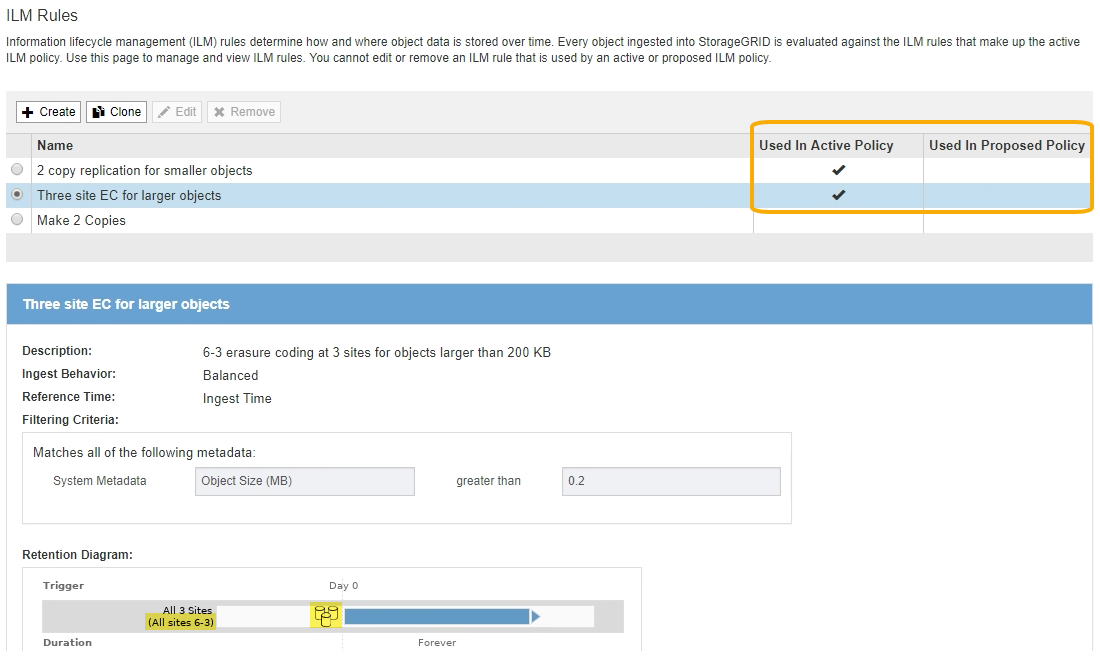 ILM Rules
Information lifecycle management (ILM) rules determine how and where object data is stored over time. Every object ingested into StorageGRID is evaluated against the ILM rules that make up the active
ILM policy. Use this page to manage and view ILM rules. You cannot edit or remove an ILM rule that is used by an active or proposed ILM policy.
Create Clone Edit Remove
Name Used In Active Policy Used In Proposed Policy
2 copy replication for smaller objects ✔
Three site EC for larger objects ✔
Make 2 Copies
Three site EC for larger objects
Description: 6-3 erasure coding at 3 sites for objects larger than 200 KB
Ingest Behavior: Balanced
Reference Time: Ingest Time
Filtering Criteria:
Matches all of the following metadata:
System Metadata Object Size (MB) greater than 0.2
Retention Diagram:
Trigger Day 0
All 3 Sites
(All sites 6-3)
Duration Forever